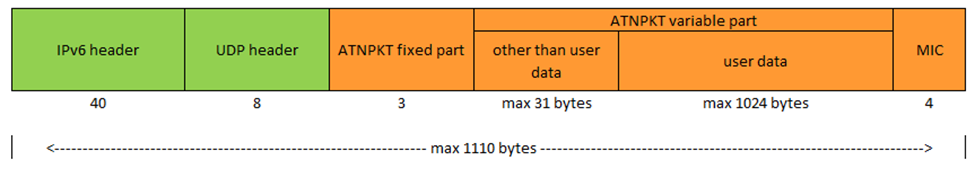 ATNPKT variable part
IPv6 header UDP header ATNPKT fixed part other than user data user data MIC
40 8 3 max 31 bytes max 1024 bytes 4
<------------------------------------------------------- max 1110 bytes ------------------------------------------------------->